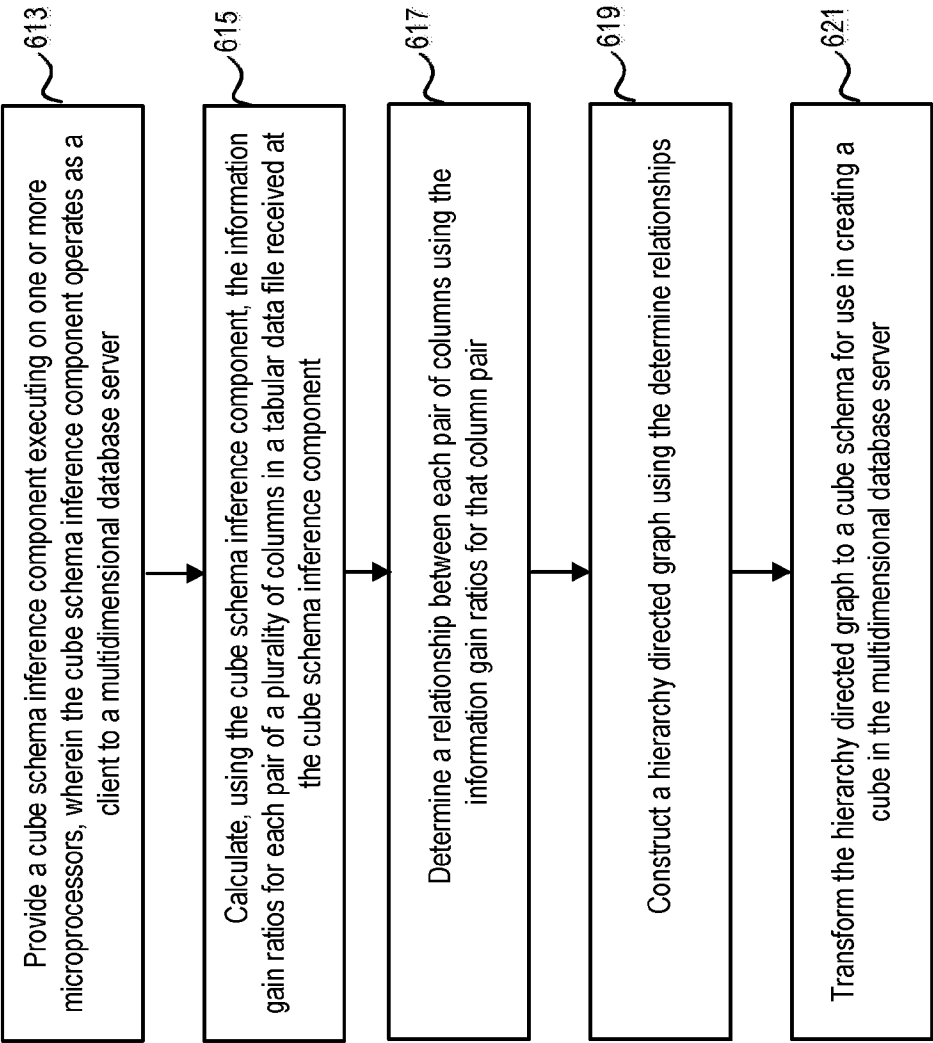 Provide a cube schema inference component executing on one or more
microprocessors, wherein the cube schema inference component operates as a
client to a multidimensional database server
613
Calculate, using the cube schema inference component, the information
gain ratios for each pair of a plurality of columns in a tabular data file received at
the cube schema inference component
615
Determine a relationship between each pair of columns using the
information gain ratios for that column pair
617
Construct a hierarchy directed graph using the determine relationships
619
Transform the hierarchy directed graph to a cube schema for use in creating a
cube in the multidimensional database server
621